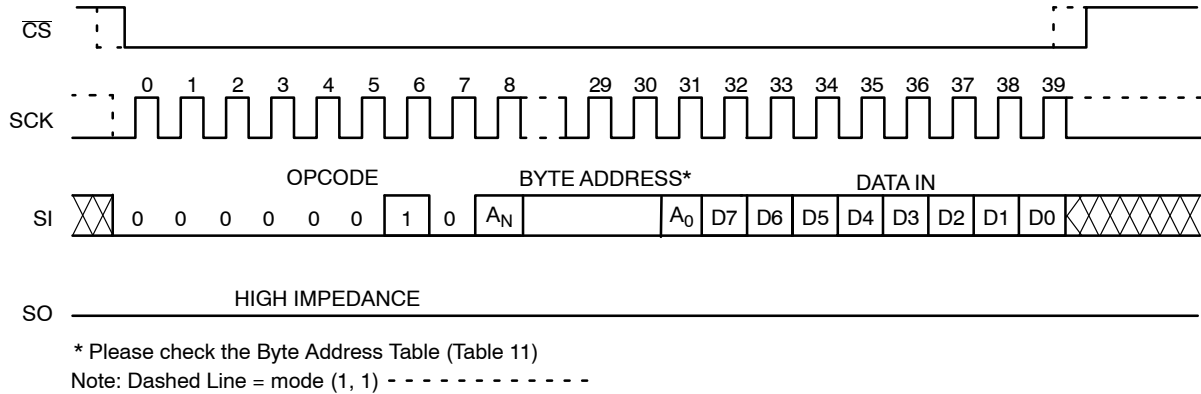 CS
0 1 2 3 4 5 6 7 8 29 30 31 32 33 34 35 36 37 38 39
SCK
OPCODE BYTE ADDRESS* DATA IN
SI 0 0 0 0 0 0 1 0 AN A0 D7 D6 D5 D4 D3 D2 D1 D0
HIGH IMPEDANCE
SO
* Please check the Byte Address Table (Table 11)
Note: Dashed Line = mode (1, 1)